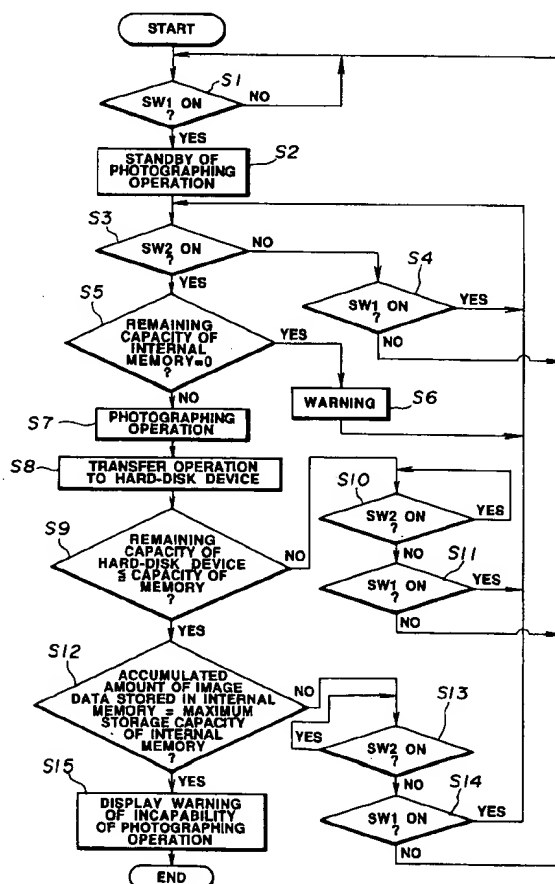 START
S1
SW1 ON
?
NO
YES
S2
STANDBY OF
PHOTOGRAPHING
OPERATION
S3
SW2 ON
?
NO
YES
S4
SW1 ON
?
YES
NO
S5
REMAINING
CAPACITY OF
INTERNAL
MEMORY=0
?
YES
NO
WARNING
S6
S7
PHOTOGRAPHING
OPERATION
S8
TRANSFER OPERATION
TO HARD-DISK DEVICE
S9
REMAINING
CAPACITY OF
HARD-DISK DEVICE
≦ CAPACITY OF
MEMORY
?
NO
YES
S10
SW2 ON
?
YES
NO
S11
SW1 ON
?
YES
NO
S12
ACCUMULATED
AMOUNT OF IMAGE
DATA STORED IN INTERNAL
MEMORY = MAXIMUM
STORAGE CAPACITY
OF INTERNAL
MEMORY
?
NO
YES
S13
SW2 ON
?
YES
NO
S14
SW1 ON
?
YES
NO
S15
DISPLAY WARNING
OF INCAPABILITY
OF PHOTOGRAPHING
OPERATION
END